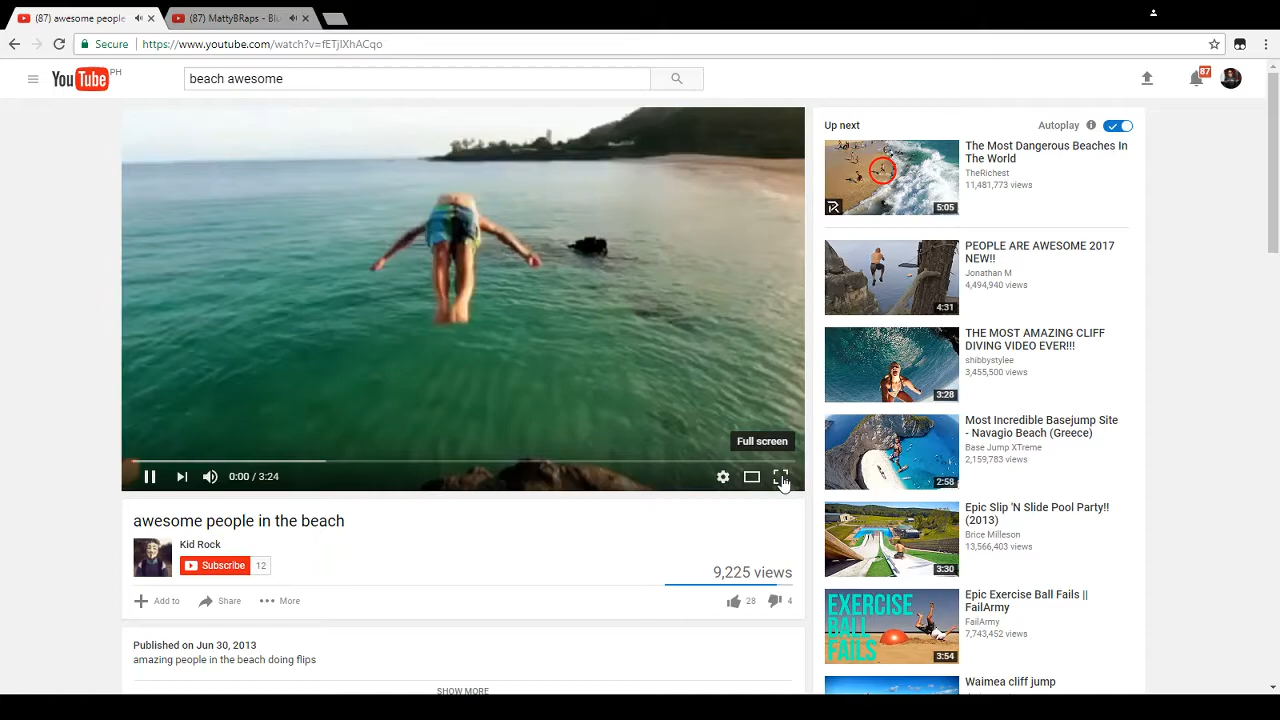 (87) awesome people
(87) MattyBRaps - Blu
Secure
https://www.youtube.com/watch?v=fETjIXhACqo
YouTube PH
beach awesome
87
Up next
Autoplay
The Most Dangerous Beaches In
The World
TheRichest
11,481,773 views
5:05
PEOPLE ARE AWESOME 2017
NEW!!
Jonathan M
4,494,940 views
4:31
THE MOST AMAZING CLIFF
DIVING VIDEO EVER!!!
shibbystylee
3,455,500 views
3:28
Most Incredible Basejump Site
- Navagio Beach (Greece)
Base Jump XTreme
2,159,783 views
2:58
Epic Slip 'N Slide Pool Party!!
(2013)
Brice Milleson
13,566,403 views
3:30
Epic Exercise Ball Fails ||
FailArmy
FailArmy
7,743,452 views
EXERCISE
BALL
FAILS
3:54
Waimea cliff jump
Full screen
0:00 / 3:24
awesome people in the beach
Kid Rock
Subscribe 12
9,225 views
Add to
Share
More
28
4
Published on Jun 30, 2013
amazing people in the beach doing flips
SHOW MORE